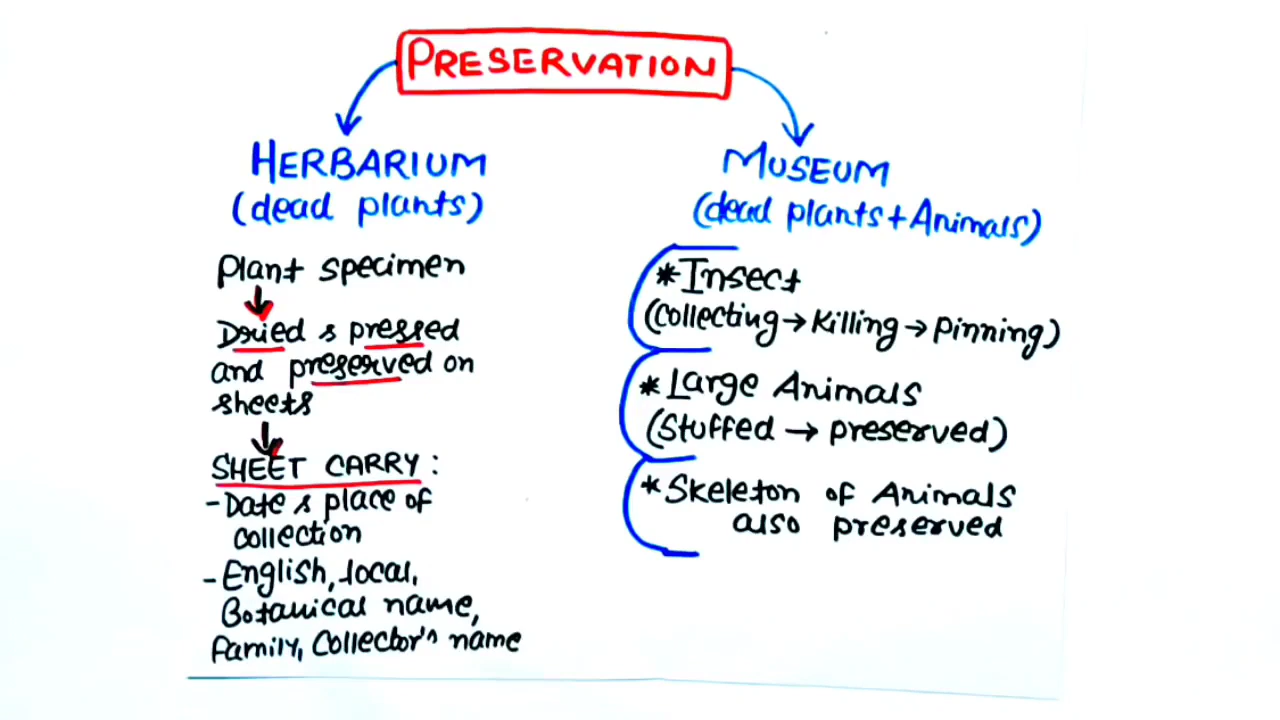 PRESERVATION
HERBARIUM
(dead plants)
Plant specimen
Dried & pressed
and preserved on
sheets
SHEET CARRY:
- Date & place of
collection
- English, local,
Botanical name,
family, Collector's name
MUSEUM
(dead plants + Animals)
* Insect
(Collecting → Killing → Pinning)
* Large Animals
(Stuffed → preserved)
* Skeleton of Animals
also preserved